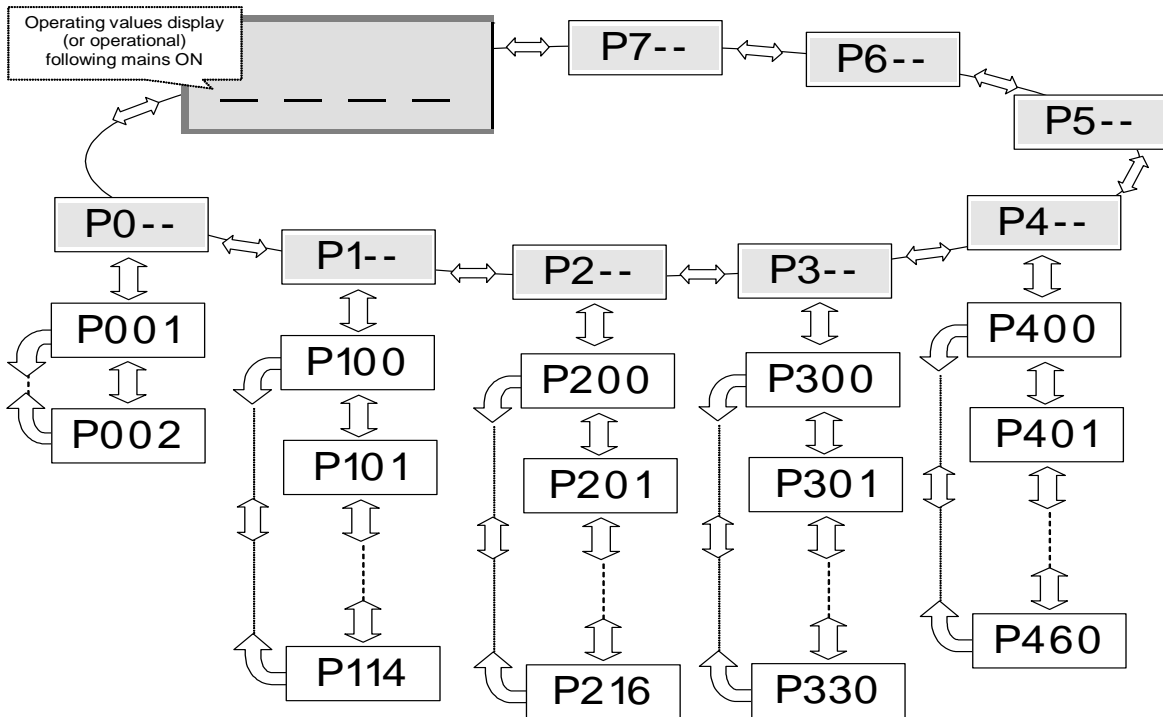 Operating values display
(or operational)
following mains ON
_ _ _ _
P7--
P6--
P5--
P4--
P0--
P1--
P2--
P3--
P001
P002
P100
P101
P114
P200
P201
P216
P300
P301
P330
P400
P401
P460